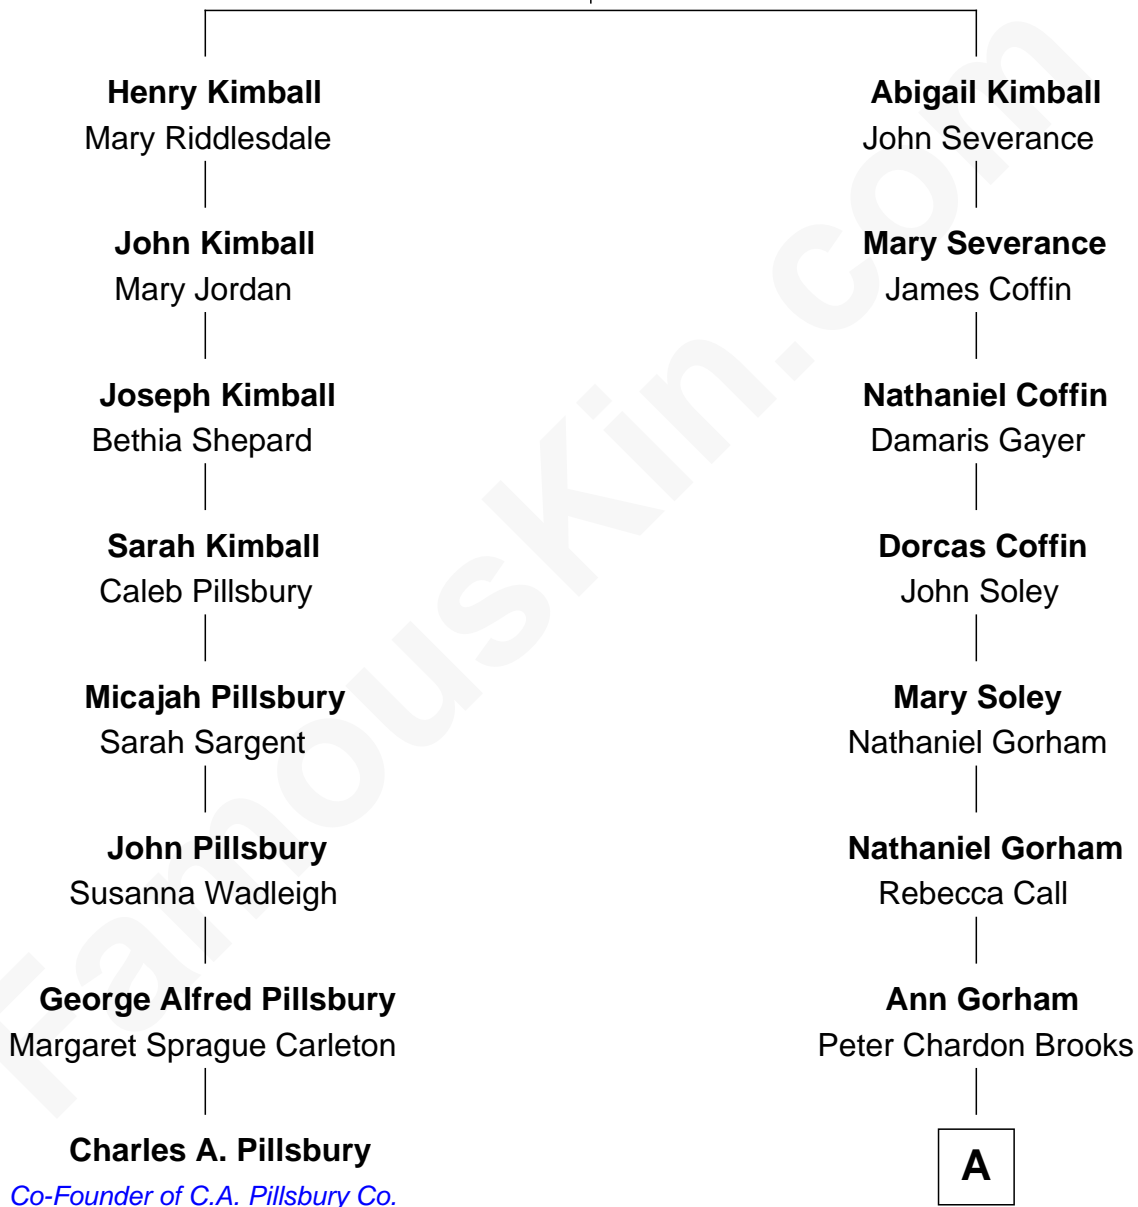 Henry Kimball
Mary Riddlesdale
John Kimball
Mary Jordan
Joseph Kimball
Bethia Shepard
Sarah Kimball
Caleb Pillsbury
Micajah Pillsbury
Sarah Sargent
John Pillsbury
Susanna Wadleigh
George Alfred Pillsbury
Margaret Sprague Carleton
Charles A. Pillsbury
Co-Founder of C.A. Pillsbury Co.
Abigail Kimball
John Severance
Mary Severance
James Coffin
Nathaniel Coffin
Damaris Gayer
Dorcas Coffin
John Soley
Mary Soley
Nathaniel Gorham
Nathaniel Gorham
Rebecca Call
Ann Gorham
Peter Chardon Brooks
A
FamousKin.com